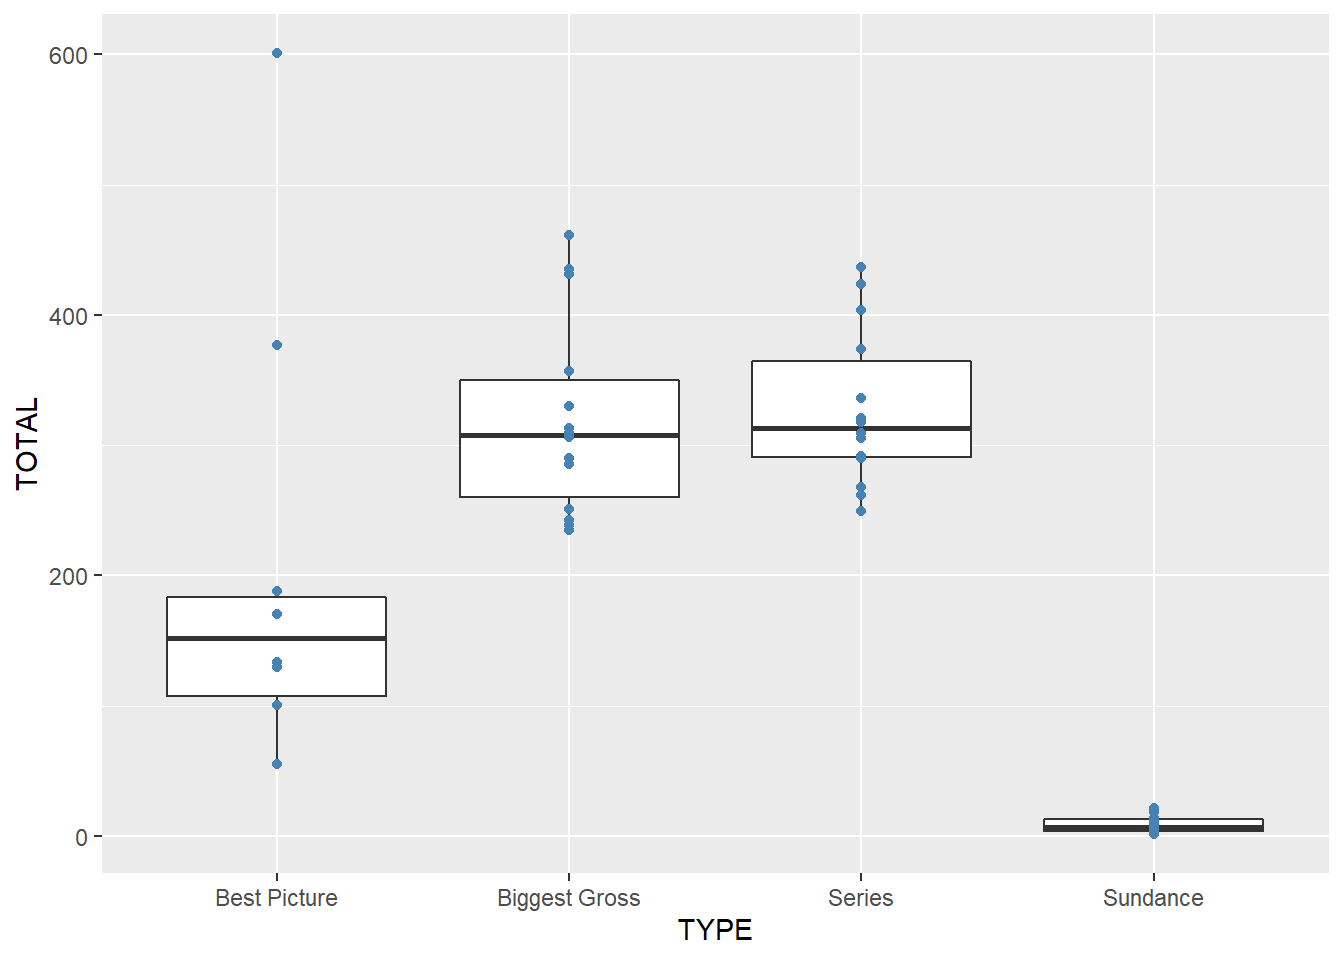 TOTAL
600
400
200
0
Best Picture
Biggest Gross
Series
Sundance
TYPE